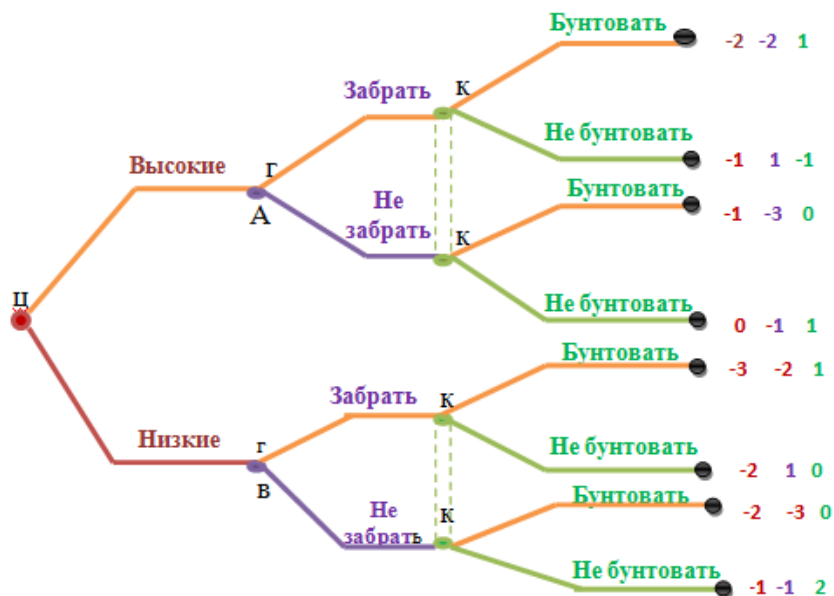 Бунтовать
-2 -2 1
К
Забрать
Не бунтовать
-1 1 -1
Высокие
Г
А
Не
забрать
К
Бунтовать
-1 -3 0
Не бунтовать
0 -1 1
Ц
Бунтовать
-3 -2 1
Забрать
К
Не бунтовать
-2 1 0
Низкие
г
В
Не
забрать
К
Бунтовать
-2 -3 0
Не бунтовать
-1 -1 2